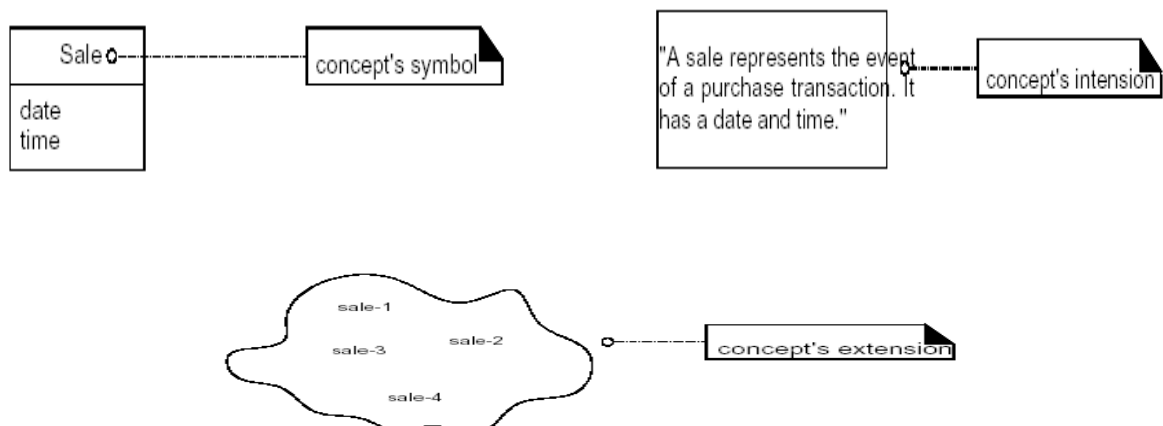 Sale
concept's symbol
date
time
"A sale represents the event
of a purchase transaction. It
has a date and time."
concept's intension
sale-1
sale-2
sale-3
sale-4
concept's extension